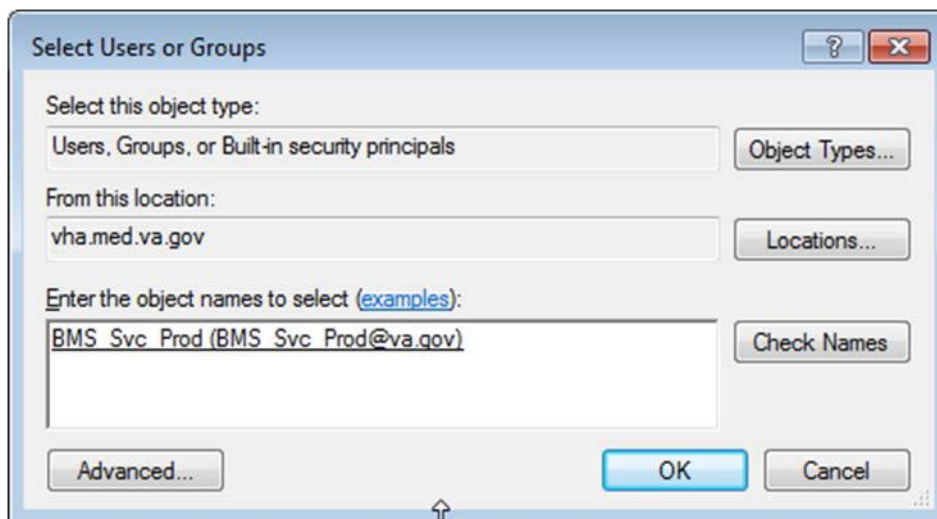 Select Users or Groups
Select this object type:
Users, Groups, or Built-in security principals
Object Types...
From this location:
vha.med.va.gov
Locations...
Enter the object names to select (examples):
BMS_Svc_Prod (BMS_Svc_Prod@va.gov)
Check Names
Advanced...
OK
Cancel